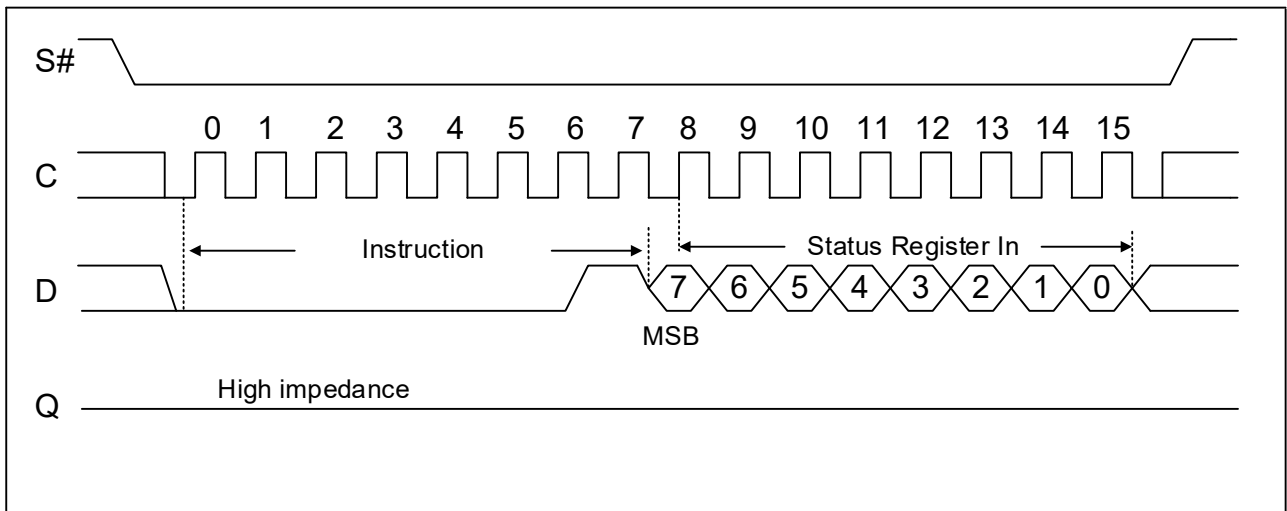 S#
0 1 2 3 4 5 6 7 8 9 10 11 12 13 14 15
C
Instruction Status Register In
D 7 6 5 4 3 2 1 0
MSB
High impedance
Q